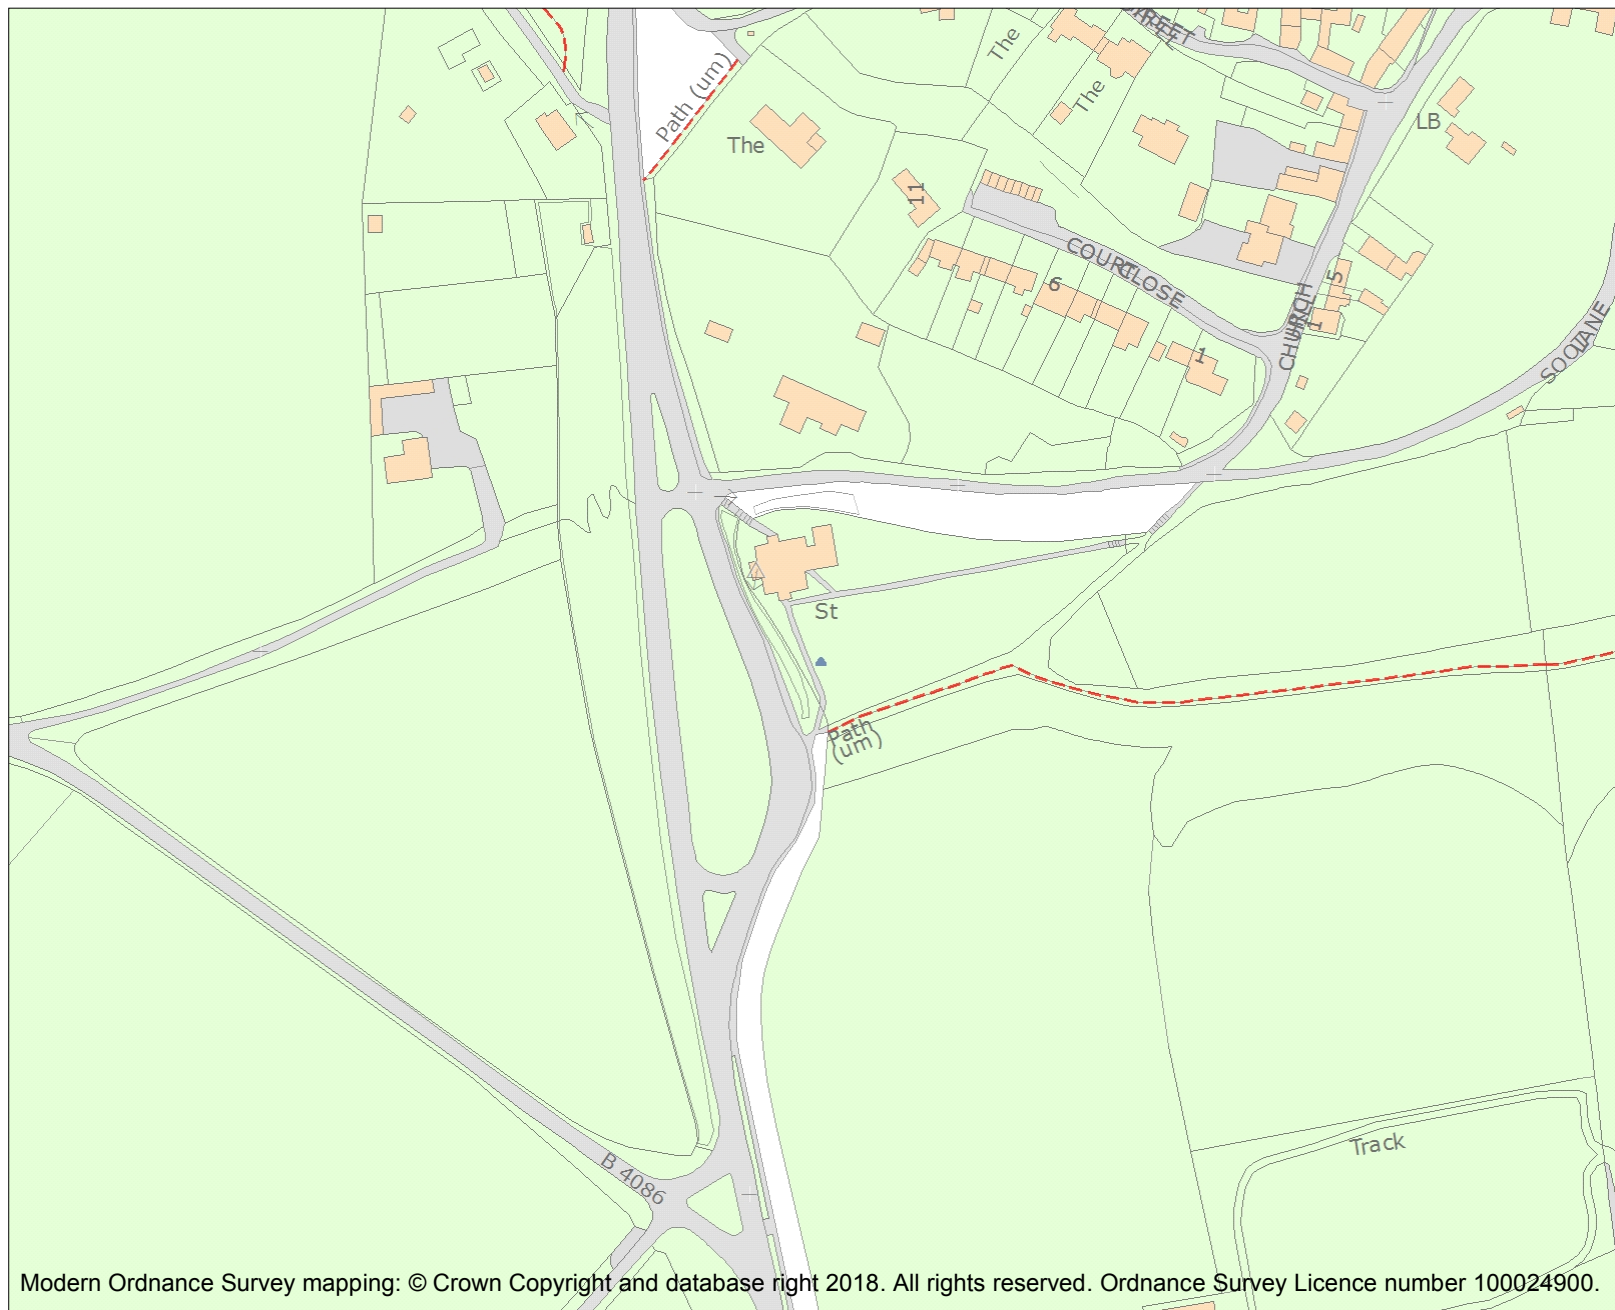 STREET
The
The
Path (um)
The
LB
11
COURT
CLOSE
6
5
1
1
CHURCH
LANE
St
Path
(um)
Track
B 4086
Modern Ordnance Survey mapping: © Crown Copyright and database right 2018. All rights reserved. Ordnance Survey Licence number 100024900.